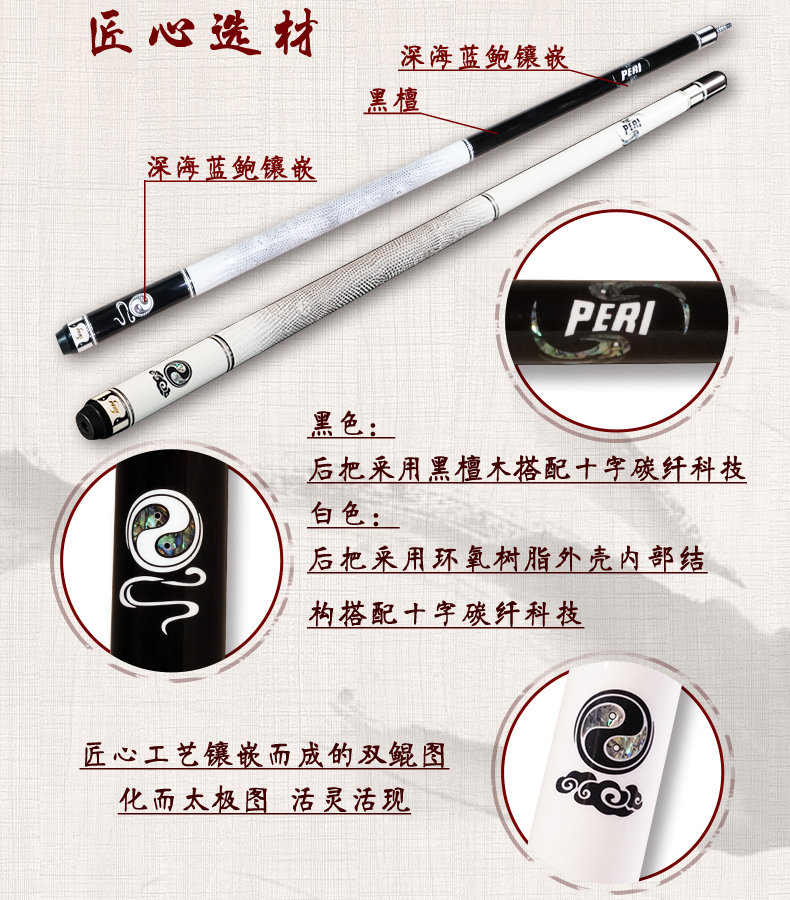 匠心选材
深海蓝鲍镶嵌
PERI
黑檀
PERI
深海蓝鲍镶嵌
PERI
黑色：
后把采用黑檀木搭配十字碳纤科技
白色：
后把采用环氧树脂外壳内部结
构搭配十字碳纤科技
匠心工艺镶嵌而成的双鲲图
化而太极图 活灵活现